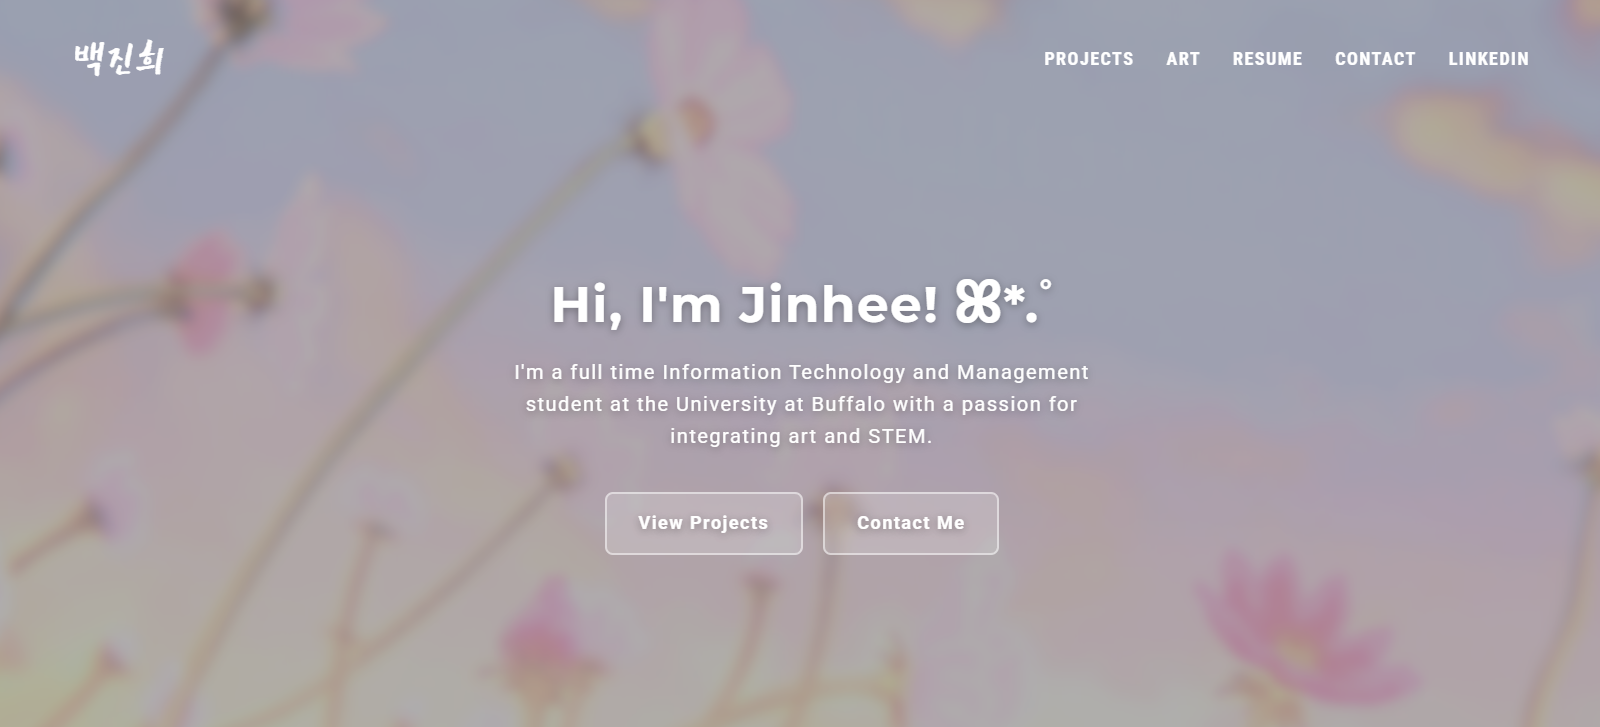 백진희
PROJECTS ART RESUME CONTACT LINKEDIN
Hi, I'm Jinhee! ꕤ*.ﾟ
I'm a full time Information Technology and Management
student at the University at Buffalo with a passion for
integrating art and STEM.
View Projects Contact Me